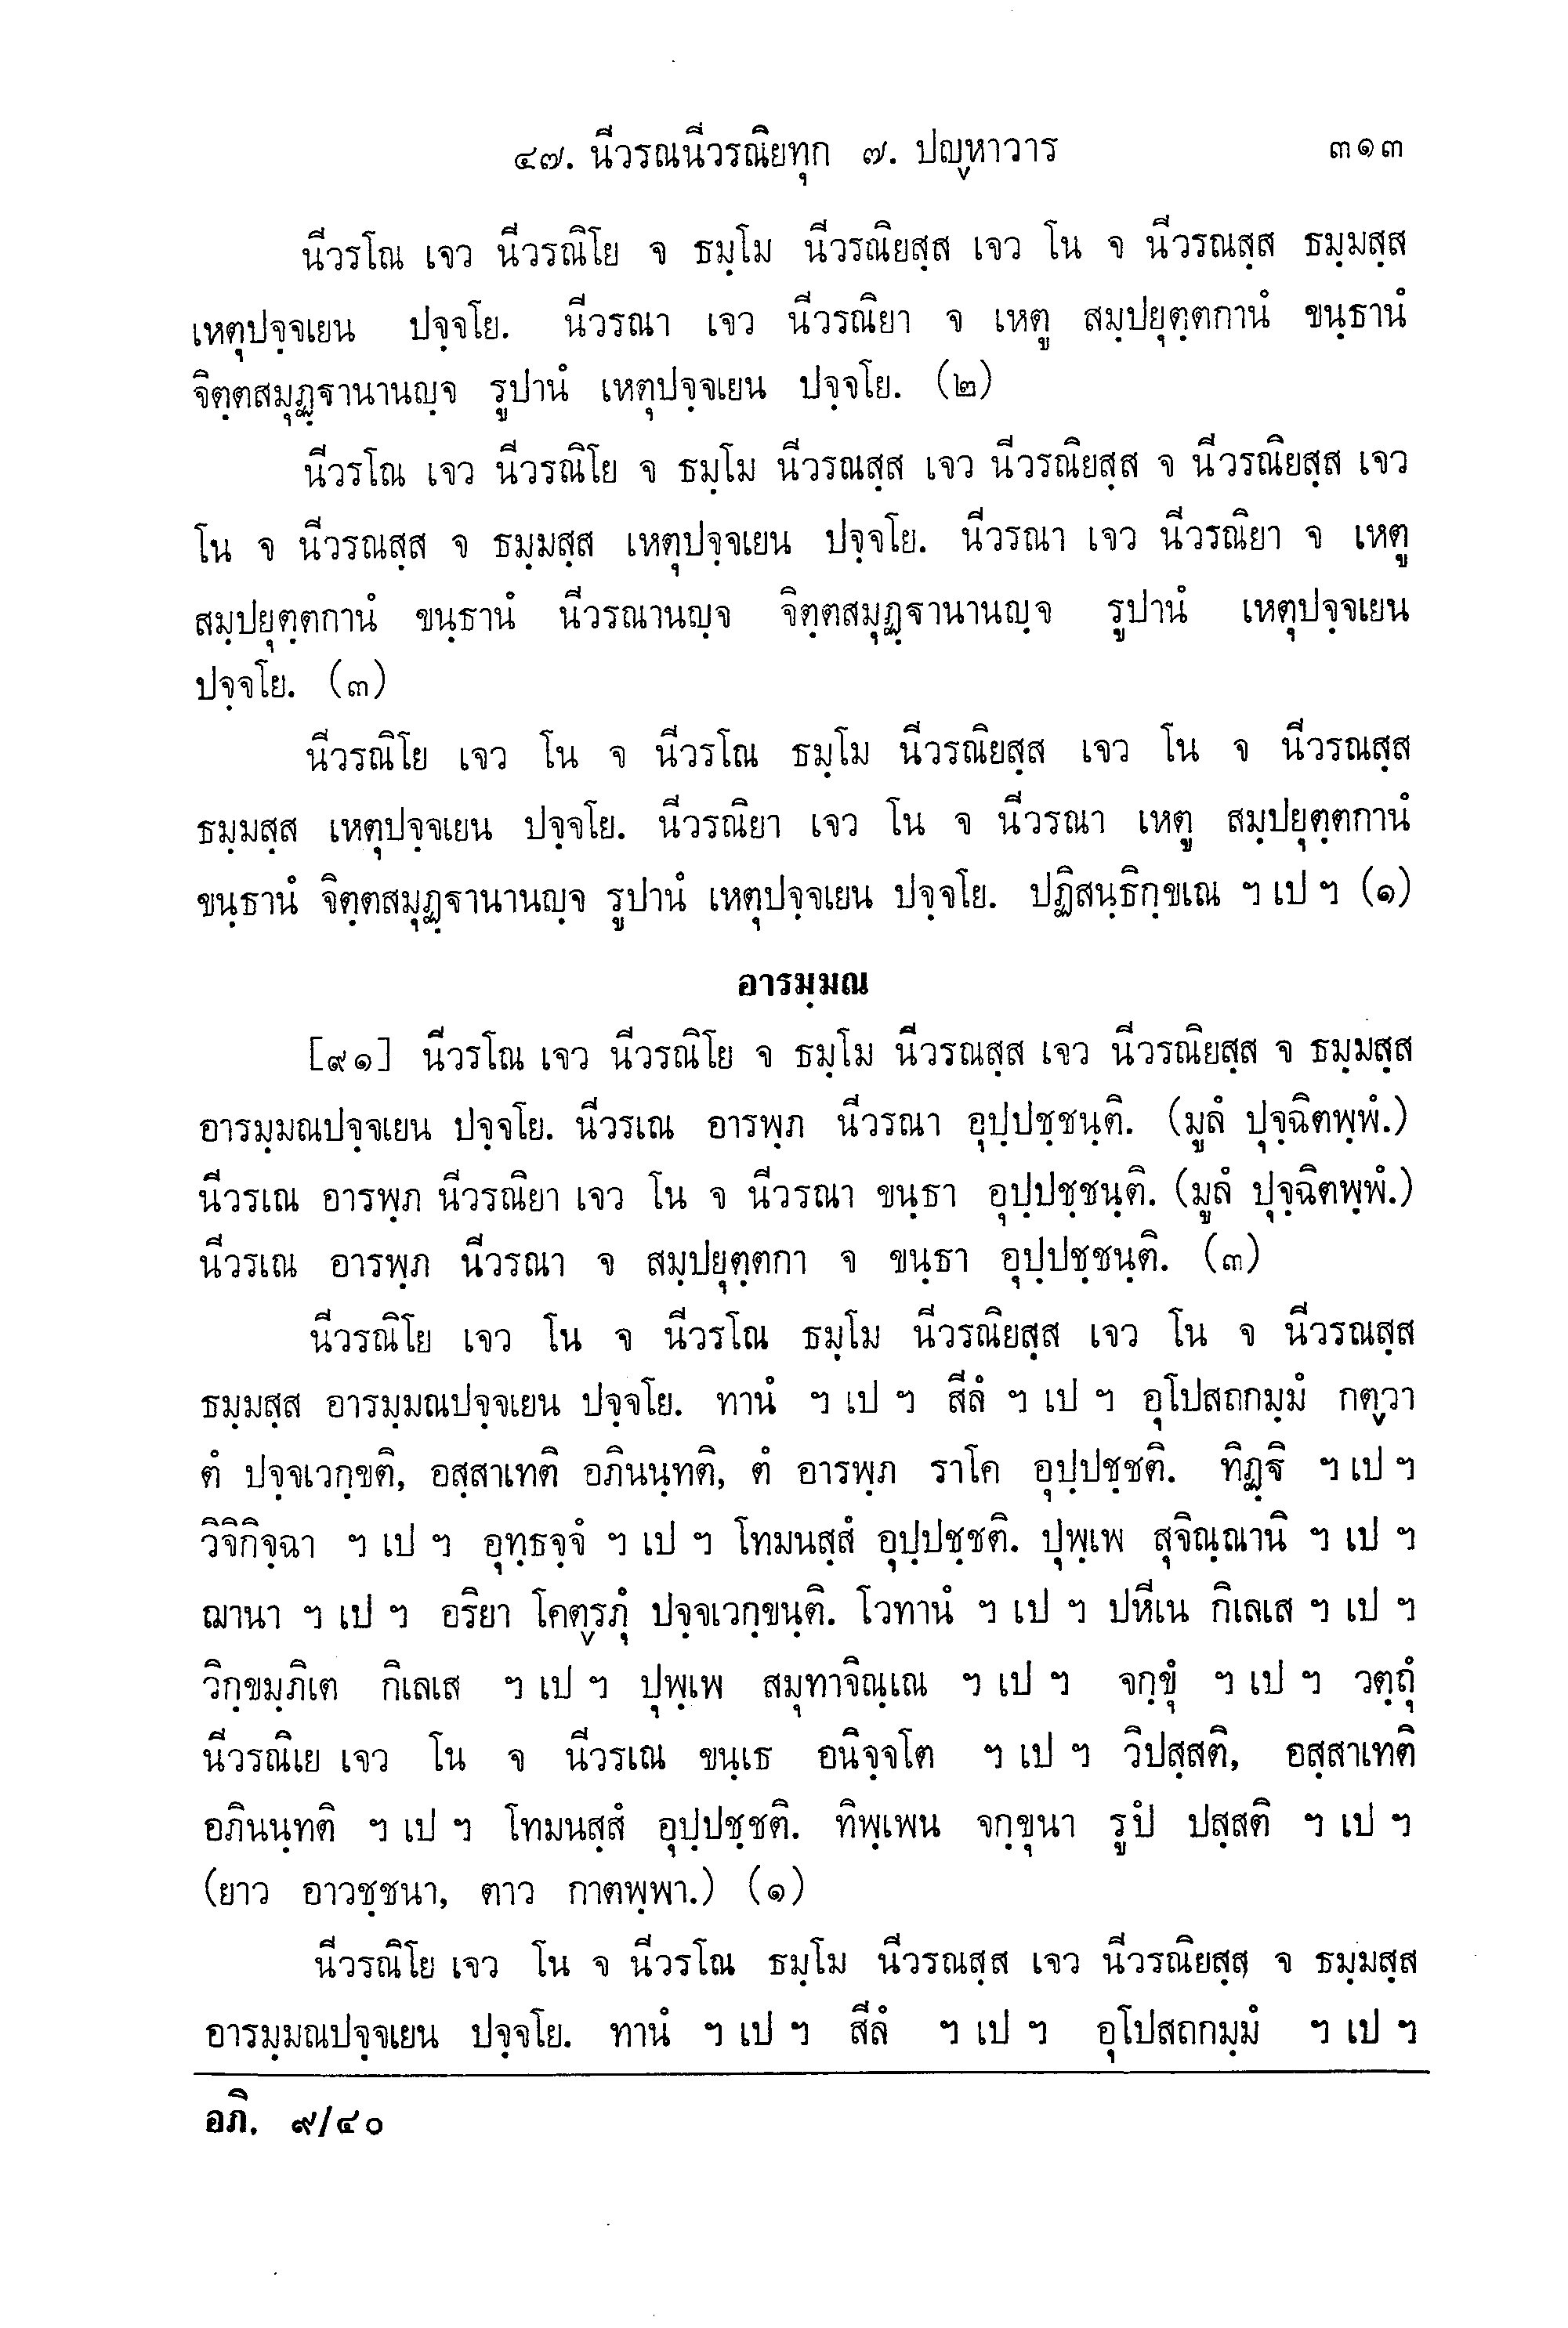 ๔๗. นีวรณนีวรณิยทุก ๗. ปญฺหาวาร ๓๑๓
นีวรโณ เจว นีวรณิโย จ ธมฺโม นีวรณิยสฺส เจว โน จ นีวรณสฺส ธมฺมสฺส
เหตุปจฺจเยน ปจฺจโย. นีวรณา เจว นีวรณิยา จ เหตู สมฺปยุตฺตกานํ ขนฺธานํ
จิตฺตสมุฏฺฐานานญฺจ รูปานํ เหตุปจฺจเยน ปจฺจโย. (๒)
นีวรโณ เจว นีวรณิโย จ ธมฺโม นีวรณสฺส เจว นีวรณิยสฺส จ นีวรณิยสฺส เจว
โน จ นีวรณสฺส จ ธมฺมสฺส เหตุปจฺจเยน ปจฺจโย. นีวรณา เจว นีวรณิยา จ เหตู
สมฺปยุตฺตกานํ ขนฺธานํ นีวรณานญฺจ จิตฺตสมุฏฺฐานานญฺจ รูปานํ เหตุปจฺจเยน
ปจฺจโย. (๓)
นีวรณิโย เจว โน จ นีวรโณ ธมฺโม นีวรณิยสฺส เจว โน จ นีวรณสฺส
ธมฺมสฺส เหตุปจฺจเยน ปจฺจโย. นีวรณิยา เจว โน จ นีวรณา เหตู สมฺปยุตฺตกานํ
ขนฺธานํ จิตฺตสมุฏฺฐานานญฺจ รูปานํ เหตุปจฺจเยน ปจฺจโย. ปฏิสนฺธิกฺขเณ ฯ เป ฯ (๑)
อารมฺมณ
[๙๑] นีวรโณ เจว นีวรณิโย จ ธมฺโม นีวรณสฺส เจว นีวรณิยสฺส จ ธมฺมสฺส
อารมฺมณปจฺจเยน ปจฺจโย. นีวรเณ อารพฺภ นีวรณา อุปฺปชฺชนฺติ. (มูลํ ปุจฺฉิตพฺพํ.)
นีวรเณ อารพฺภ นีวรณิยา เจว โน จ นีวรณา ขนฺธา อุปฺปชฺชนฺติ. (มูลํ ปุจฺฉิตพฺพํ.)
นีวรเณ อารพฺภ นีวรณา จ สมฺปยุตฺตกา จ ขนฺธา อุปฺปชฺชนฺติ. (๓)
นีวรณิโย เจว โน จ นีวรโณ ธมฺโม นีวรณิยสฺส เจว โน จ นีวรณสฺส
ธมฺมสฺส อารมฺมณปจฺจเยน ปจฺจโย. ทานํ ฯ เป ฯ สีลํ ฯ เป ฯ อุโปสถกมฺมํ กตฺวา
ตํ ปจฺจเวกฺขติ, อสฺสาเทติ อภินนฺทติ, ตํ อารพฺภ ราโค อุปฺปชฺชติ. ทิฏฺฐิ ฯ เป ฯ
วิจิกิจฺฉา ฯ เป ฯ อุทฺธจฺจํ ฯ เป ฯ โทมนสฺสํ อุปฺปชฺชติ. ปุพฺเพ สุจิณฺณานิ ฯ เป ฯ
ฌานา ฯ เป ฯ อริยา โคตฺรภุํ ปจฺจเวกฺขนฺติ. โวทานํ ฯ เป ฯ ปหีเน กิเลเส ฯ เป ฯ
วิกฺขมฺภิเต กิเลเส ฯ เป ฯ ปุพฺเพ สมุทาจิณฺเณ ฯ เป ฯ จกฺขุํ ฯ เป ฯ วตฺถุํ
นีวรณิเย เจว โน จ นีวรเณ ขนฺเธ อนิจฺจโต ฯ เป ฯ วิปสฺสติ, อสฺสาเทติ
อภินนฺทติ ฯ เป ฯ โทมนสฺสํ อุปฺปชฺชติ. ทิพฺเพน จกฺขุนา รูปํ ปสฺสติ ฯ เป ฯ
(ยาว อาวชฺชนา, ตาว กาตพฺพา.) (๑)
นีวรณิโย เจว โน จ นีวรโณ ธมฺโม นีวรณสฺส เจว นีวรณิยสฺส จ ธมฺมสฺส
อารมฺมณปจฺจเยน ปจฺจโย. ทานํ ฯ เป ฯ สีลํ ฯ เป ฯ อุโปสถกมฺมํ ฯ เป ฯ
อภิ. ๙/๔๐